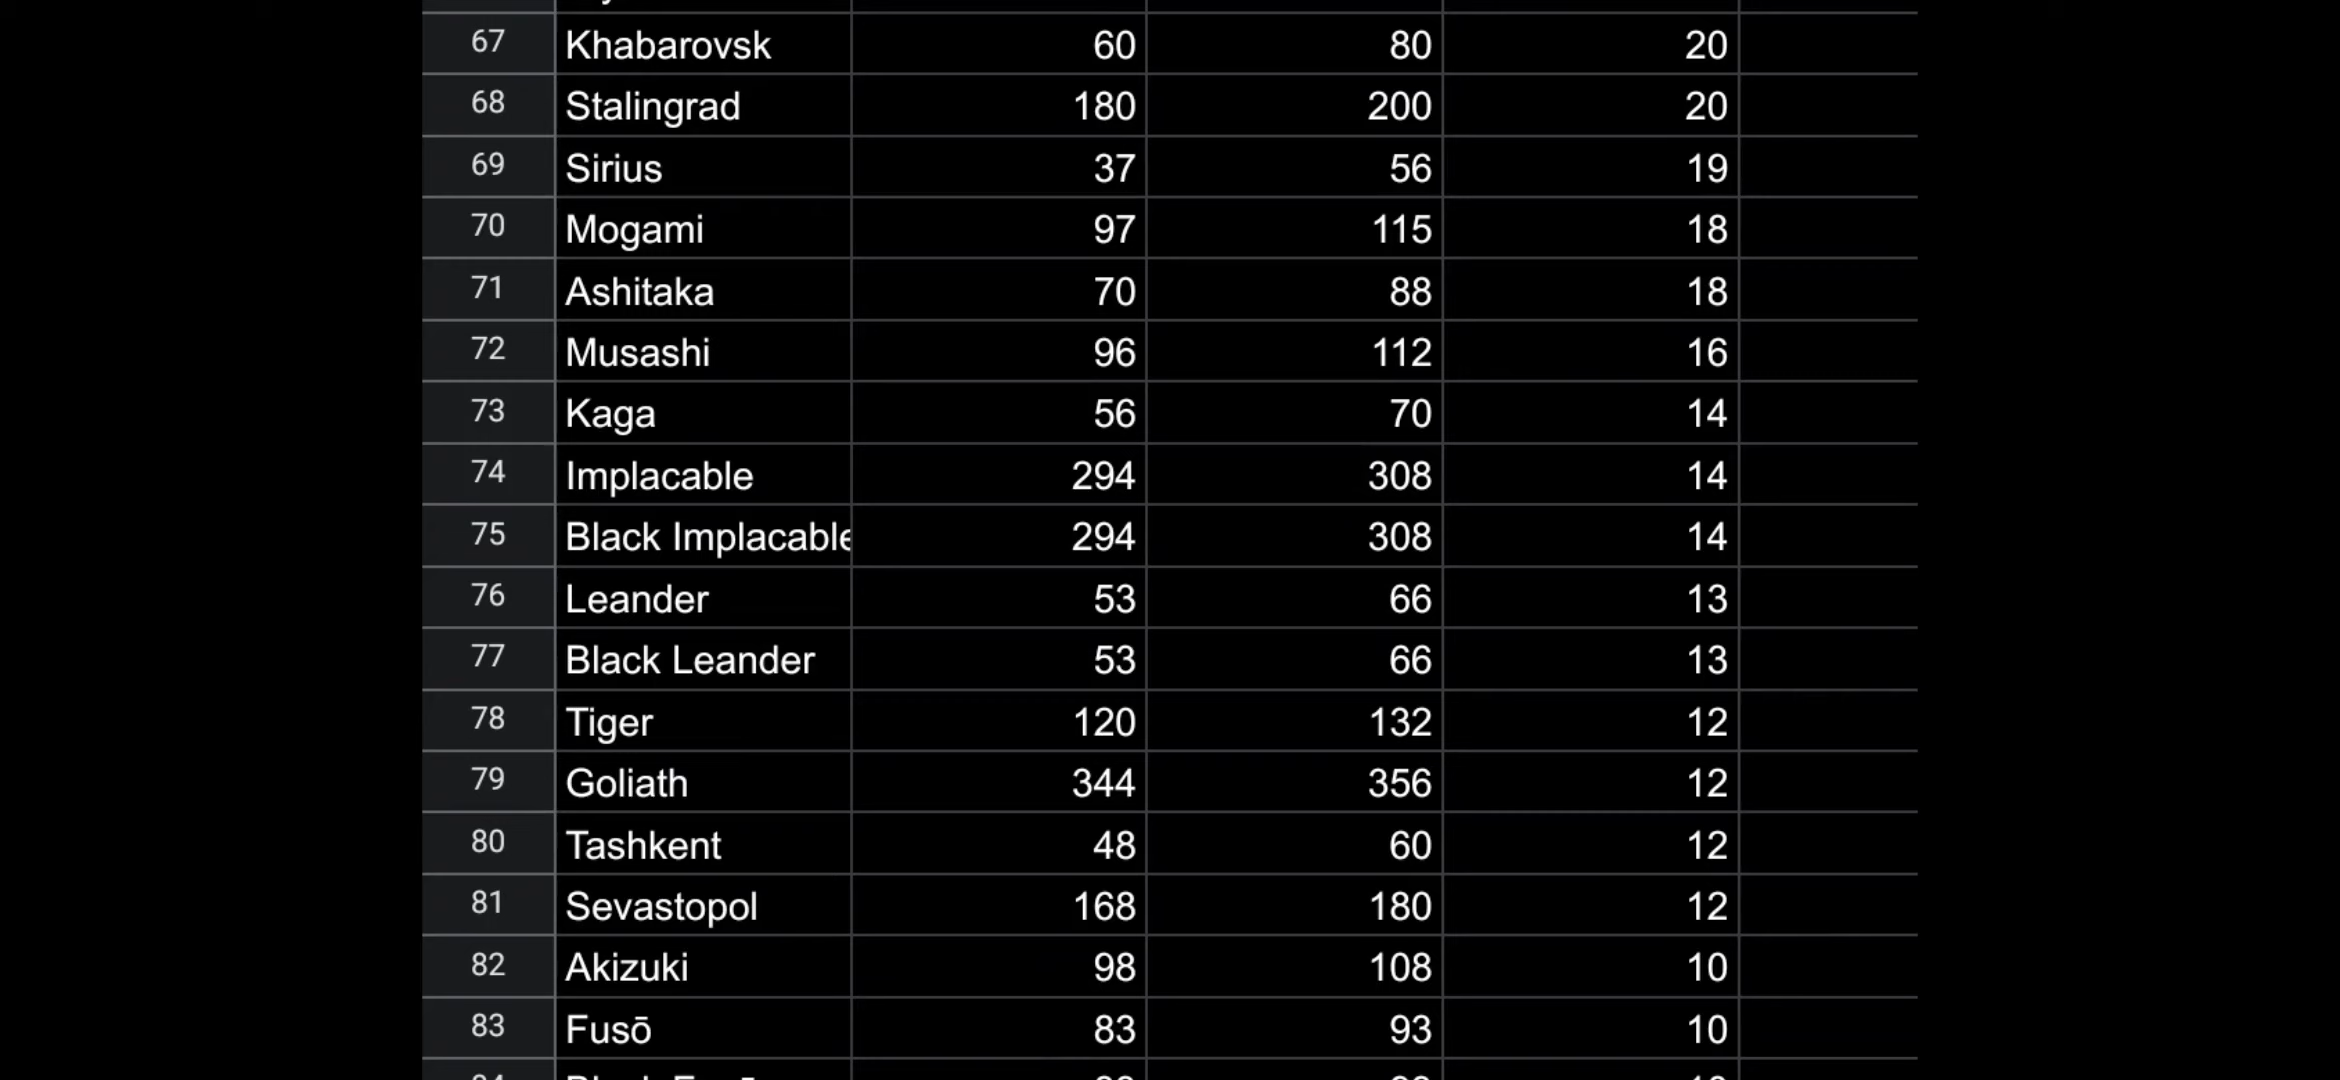 67 Khabarovsk 60 80 20
68 Stalingrad 180 200 20
69 Sirius 37 56 19
70 Mogami 97 115 18
71 Ashitaka 70 88 18
72 Musashi 96 112 16
73 Kaga 56 70 14
74 Implacable 294 308 14
75 Black Implacable 294 308 14
76 Leander 53 66 13
77 Black Leander 53 66 13
78 Tiger 120 132 12
79 Goliath 344 356 12
80 Tashkent 48 60 12
81 Sevastopol 168 180 12
82 Akizuki 98 108 10
83 Fusō 83 93 10